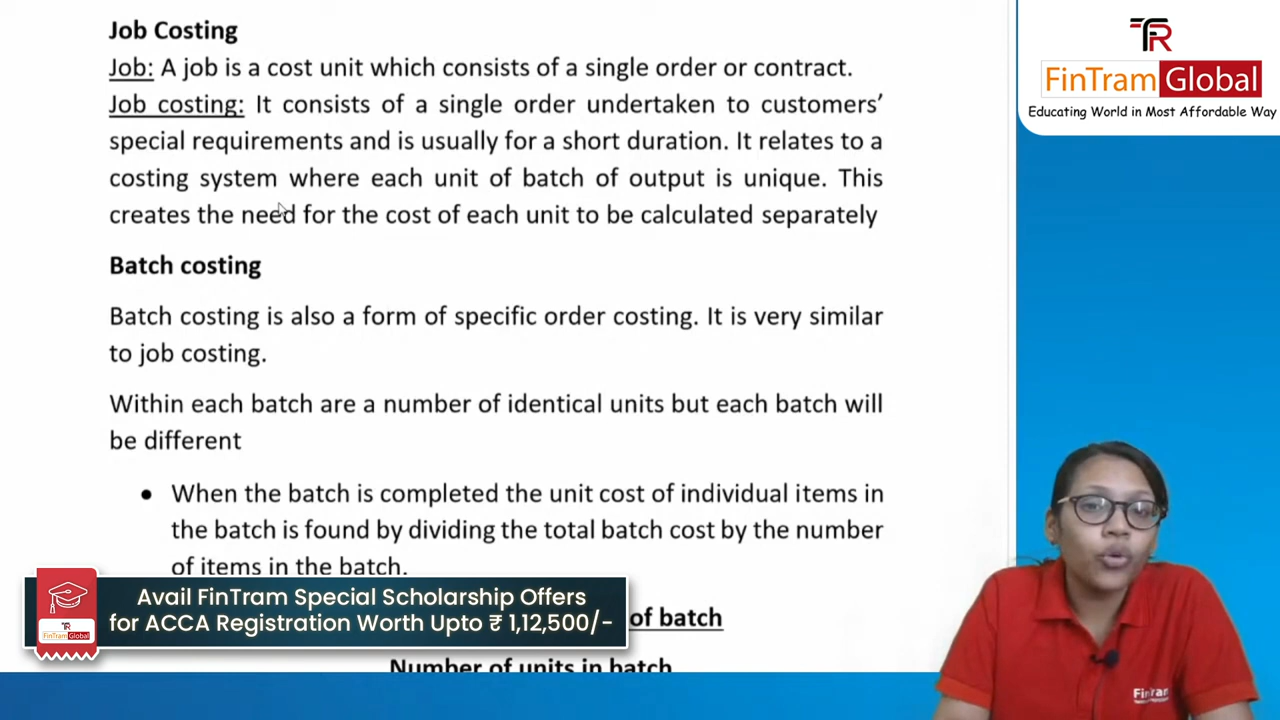 Job Costing
Job: A job is a cost unit which consists of a single order or contract.
Job costing: It consists of a single order undertaken to customers’
special requirements and is usually for a short duration. It relates to a
costing system where each unit of batch of output is unique. This
creates the need for the cost of each unit to be calculated separately
Batch costing
Batch costing is also a form of specific order costing. It is very similar
to job costing.
Within each batch are a number of identical units but each batch will
be different
• When the batch is completed the unit cost of individual items in
the batch is found by dividing the total batch cost by the number
of items in the batch.
of batch
Number of units in batch
Avail FinTram Special Scholarship Offers
for ACCA Registration Worth Upto ₹ 1,12,500/-
FinTram Global
FinTram Global
Educating World in Most Affordable Way
FinTram